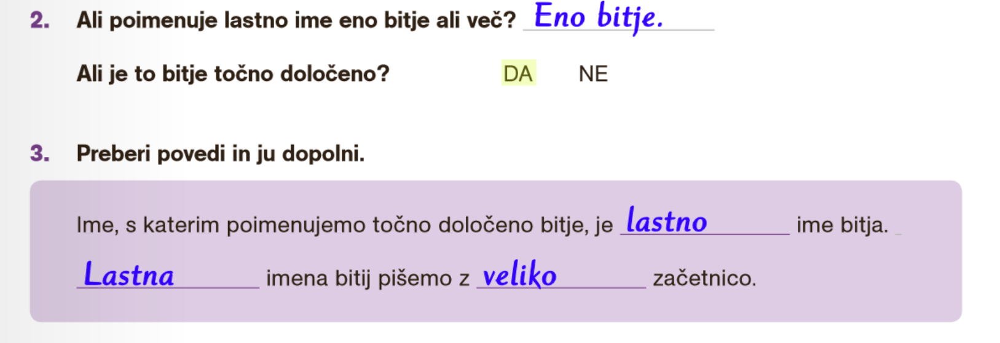 2. Ali poimenuje lastno ime eno bitje ali več? Eno bitje.
Ali je to bitje točno določeno? DA NE
3. Preberi povedi in ju dopolni.
Ime, s katerim poimenujemo točno določeno bitje, je lastno ime bitja.
Lastna imena bitij pišemo z veliko začetnico.